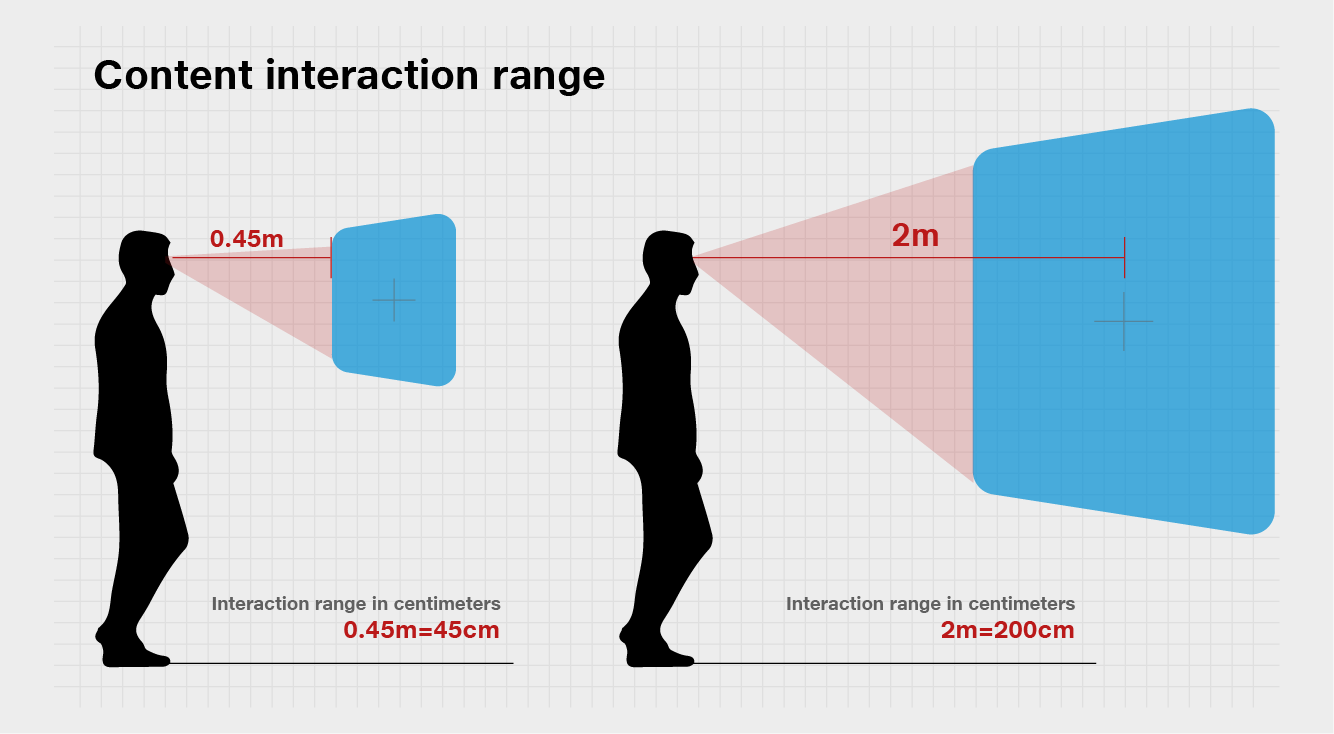 Content interaction range
0.45m
2m
Interaction range in centimeters
0.45m=45cm
Interaction range in centimeters
2m=200cm